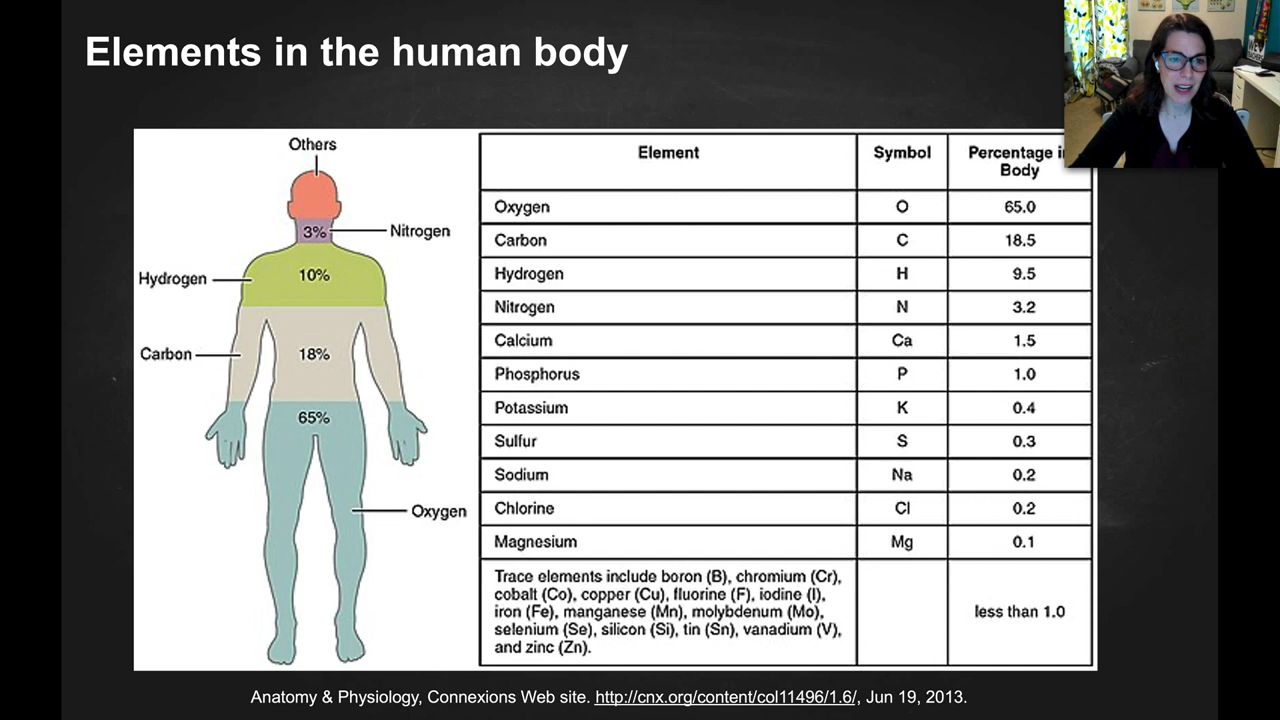 Elements in the human body
Others
3%
Nitrogen
Hydrogen
10%
Carbon
18%
65%
Oxygen
Element Symbol Percentage i
Body
Oxygen O 65.0
Carbon C 18.5
Hydrogen H 9.5
Nitrogen N 3.2
Calcium Ca 1.5
Phosphorus P 1.0
Potassium K 0.4
Sulfur S 0.3
Sodium Na 0.2
Chlorine Cl 0.2
Magnesium Mg 0.1
Trace elements include boron (B), chromium (Cr),
cobalt (Co), copper (Cu), fluorine (F), iodine (I),
iron (Fe), manganese (Mn), molybdenum (Mo),
selenium (Se), silicon (Si), tin (Sn), vanadium (V),
and zinc (Zn).
less than 1.0
Anatomy & Physiology, Connexions Web site. http://cnx.org/content/col11496/1.6/, Jun 19, 2013.